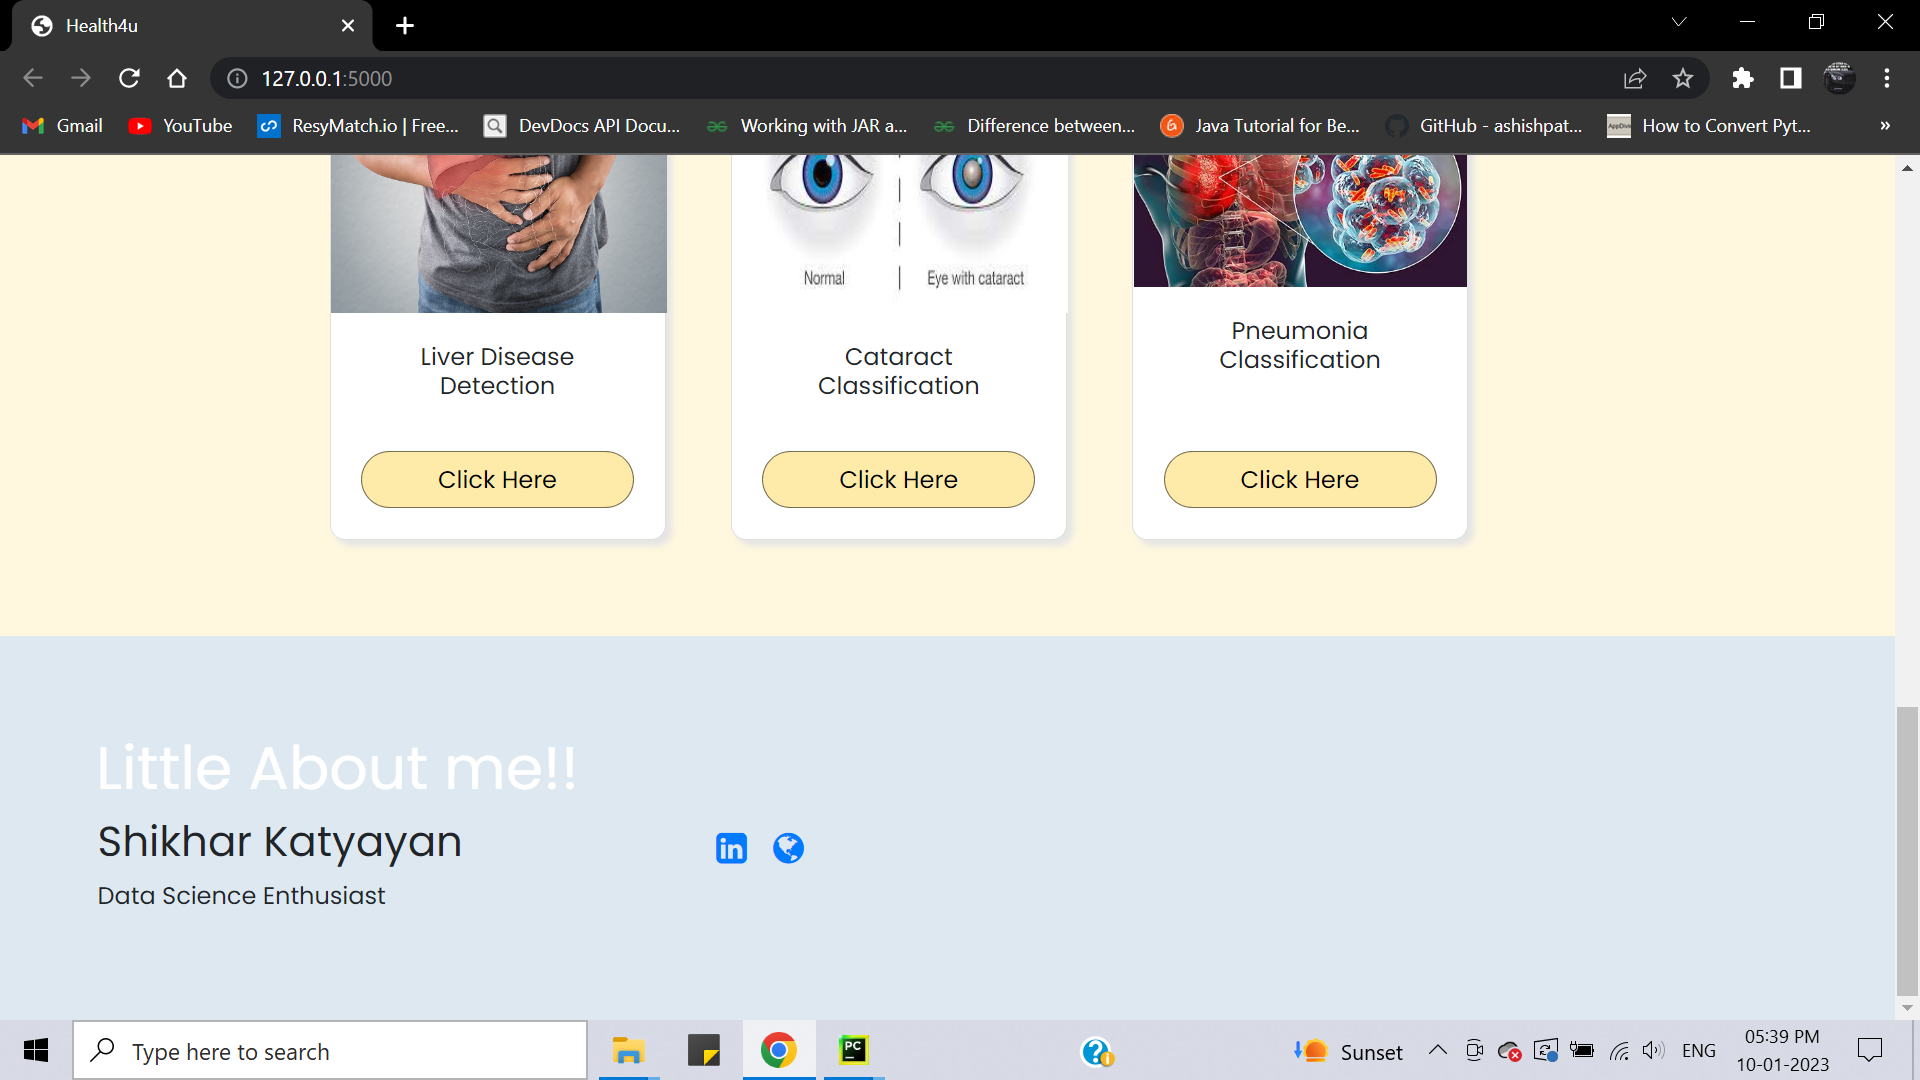 Health4u
127.0.0.1:5000
Gmail
YouTube
ResyMatch.io | Free...
DevDocs API Docu...
Working with JAR a...
Difference between...
Java Tutorial for Be...
GitHub - ashishpat...
AppDivi
How to Convert Pyt...
»
Normal
Eye with cataract
Liver Disease
Detection
Cataract
Classification
Pneumonia
Classification
Click Here
Click Here
Click Here
Little About me!!
Shikhar Katyayan
in
Data Science Enthusiast
Type here to search
PC
Sunset
ENG
05:39 PM
10-01-2023